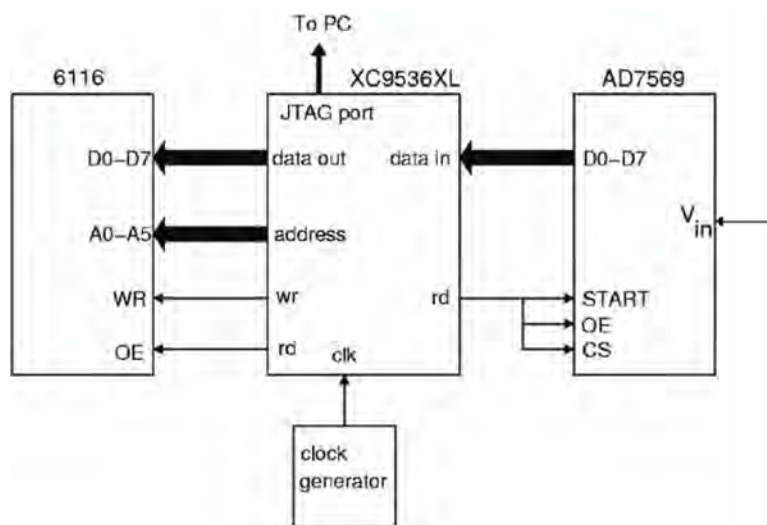 To PC
6116
XC9536XL
AD7569
JTAG port
D0-D7
data out
data in
D0-D7
A0-A5
address
Vin
WR
wr
rd
START
OE
CS
OE
rd
clk
clock
generator